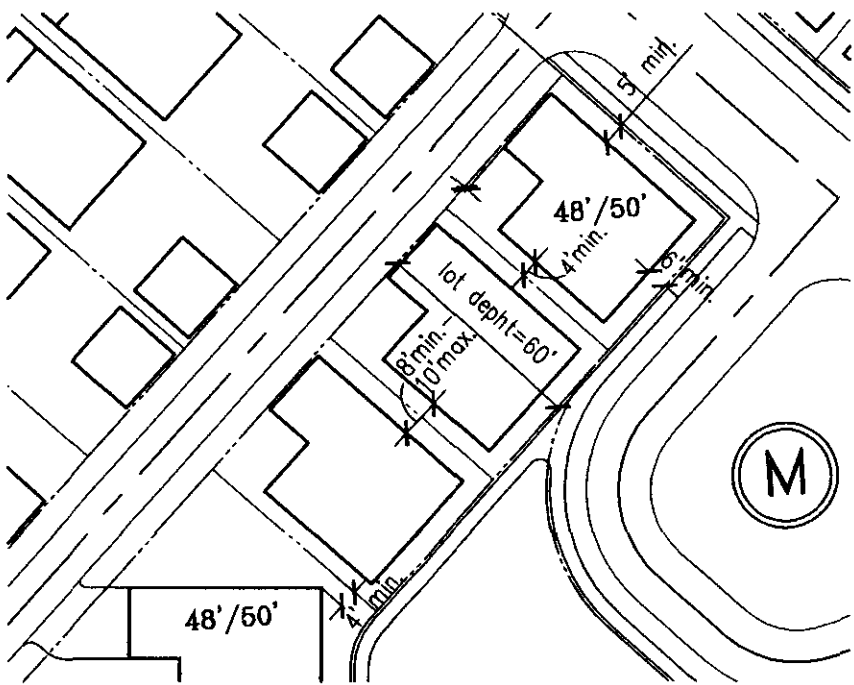 5' min.
48'/50'
4'min.
6'min.
lot depht=60'
8'min.-
10'max.
M
4' min.
48'/50'